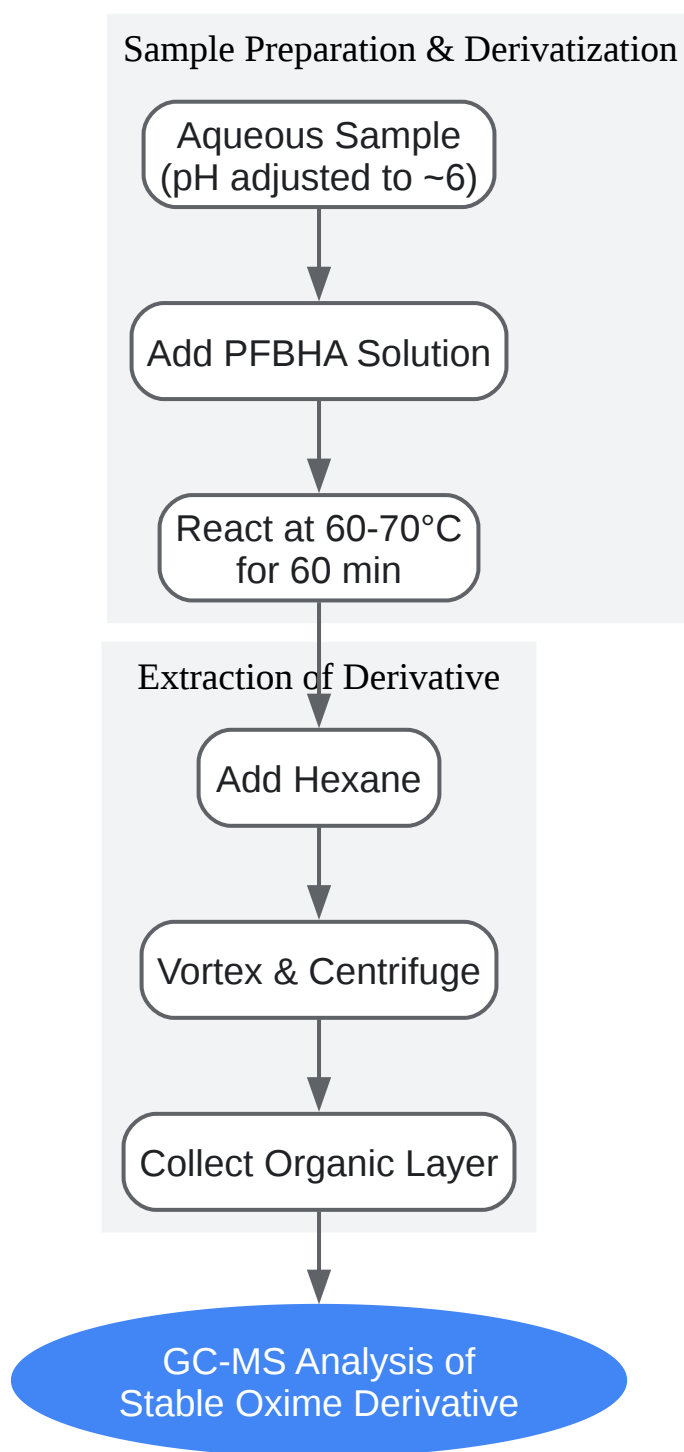 Sample Preparation & Derivatization
Aqueous Sample
(pH adjusted to ~6)
Add PFBHA Solution
React at 60-70°C
for 60 min
Extraction of Derivative
Add Hexane
Vortex & Centrifuge
Collect Organic Layer
GC-MS Analysis of
Stable Oxime Derivative